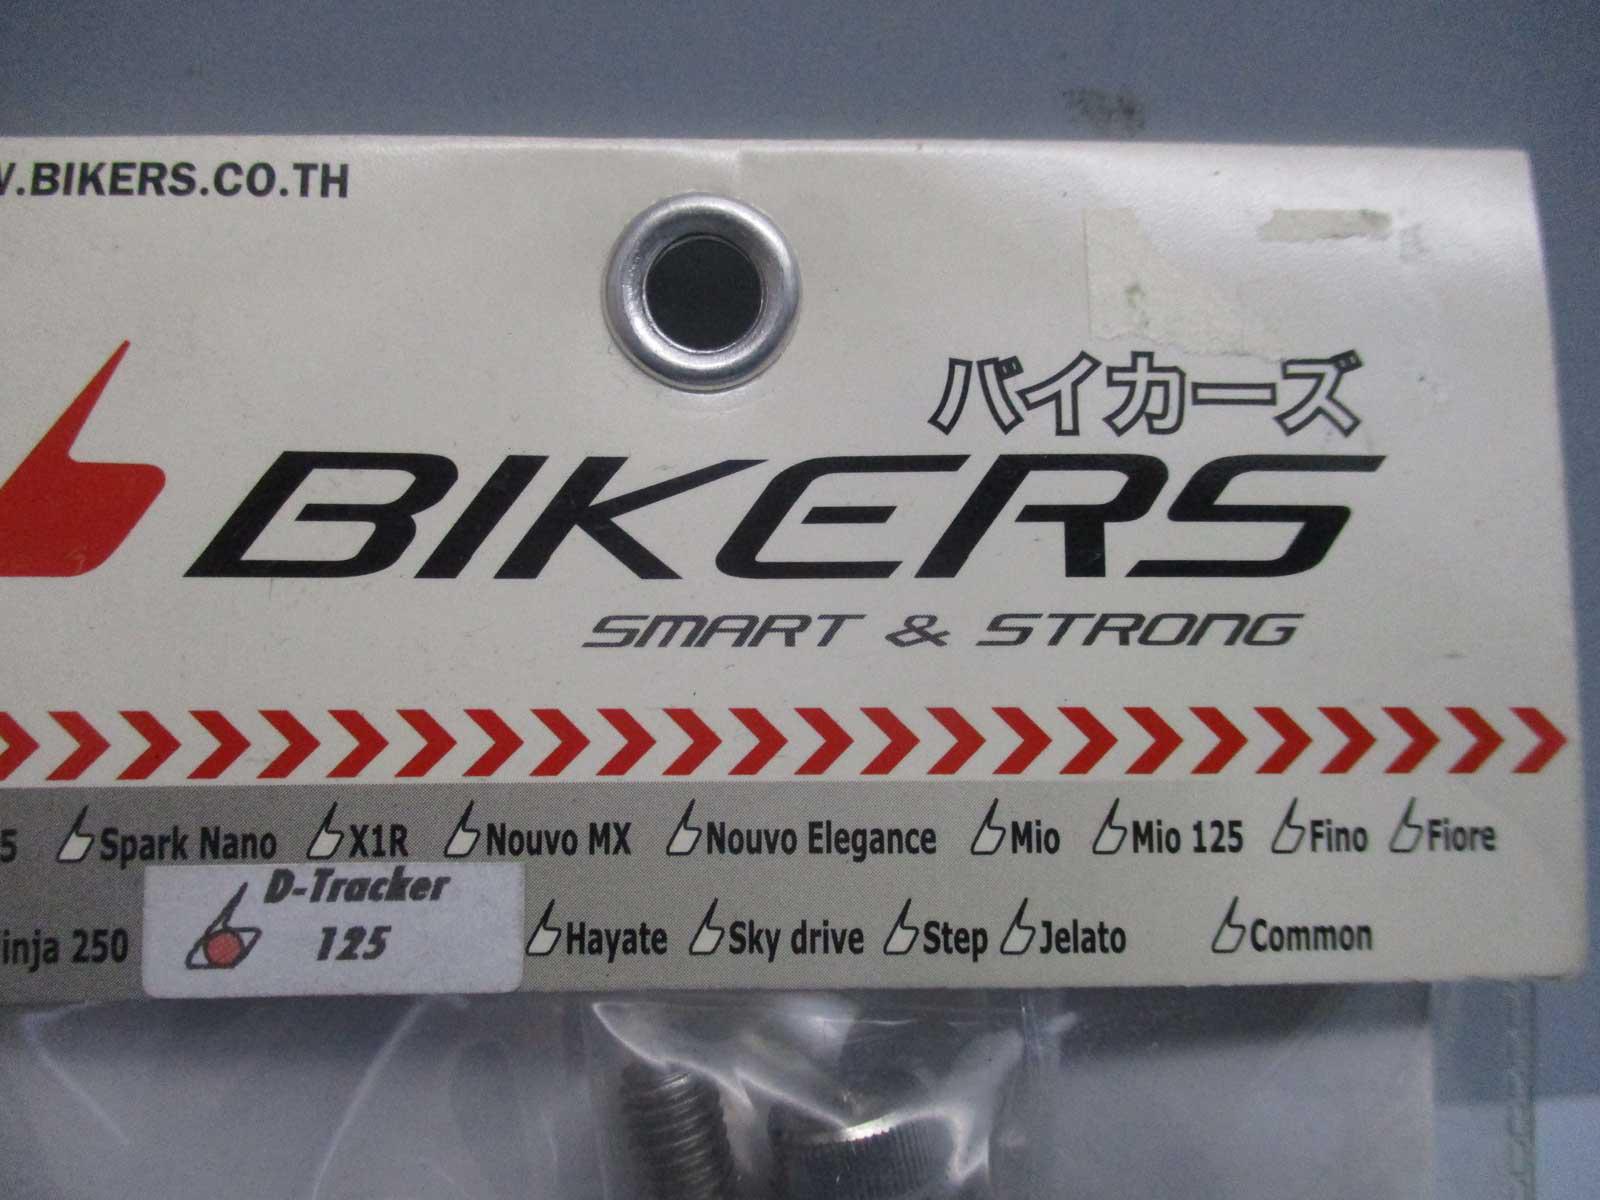 .BIKERS.CO.TH
バイカーズ
BIKERS
SMART & STRONG
5 Spark Nano X1R Nouvo MX Nouvo Elegance Mio Mio 125 Fino Fiore
inja 250 D-Tracker 125 Hayate Sky drive Step Jelato Common